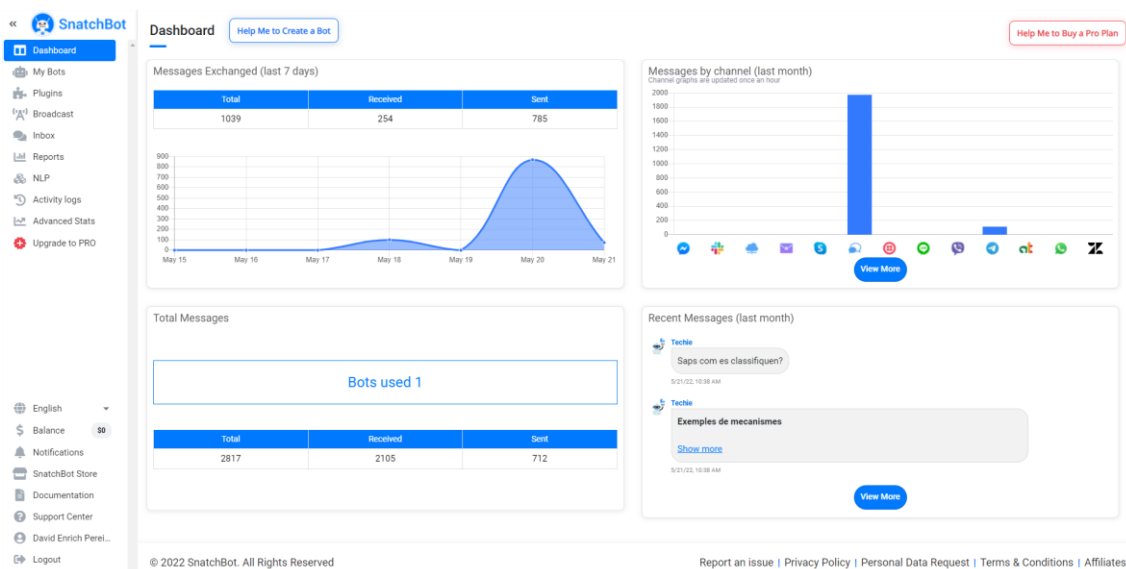 SnatchBot
Dashboard
My Bots
Plugins
Broadcast
Inbox
Reports
NLP
Activity logs
Advanced Stats
Upgrade to PRO
English
Balance $0
Notifications
SnatchBot Store
Documentation
Support Center
David Enrich Perei...
Logout
Dashboard
Help Me to Create a Bot
Help Me to Buy a Pro Plan
Messages Exchanged (last 7 days)
Total Received Sent
1039 254 785
900
800
700
600
500
400
300
200
100
0
May 15 May 16 May 17 May 18 May 19 May 20 May 21
Messages by channel (last month)
Channel graphs are updated once an hour
2000
1800
1600
1400
1200
1000
800
600
400
200
0
View More
Total Messages
Bots used 1
Total Received Sent
2817 2105 712
Recent Messages (last month)
Techie
Saps com es classifiquen?
5/21/22, 10:38 AM
Techie
Exemples de mecanismes
Show more
5/21/22, 10:38 AM
View More
© 2022 SnatchBot. All Rights Reserved
Report an issue | Privacy Policy | Personal Data Request | Terms & Conditions | Affiliates